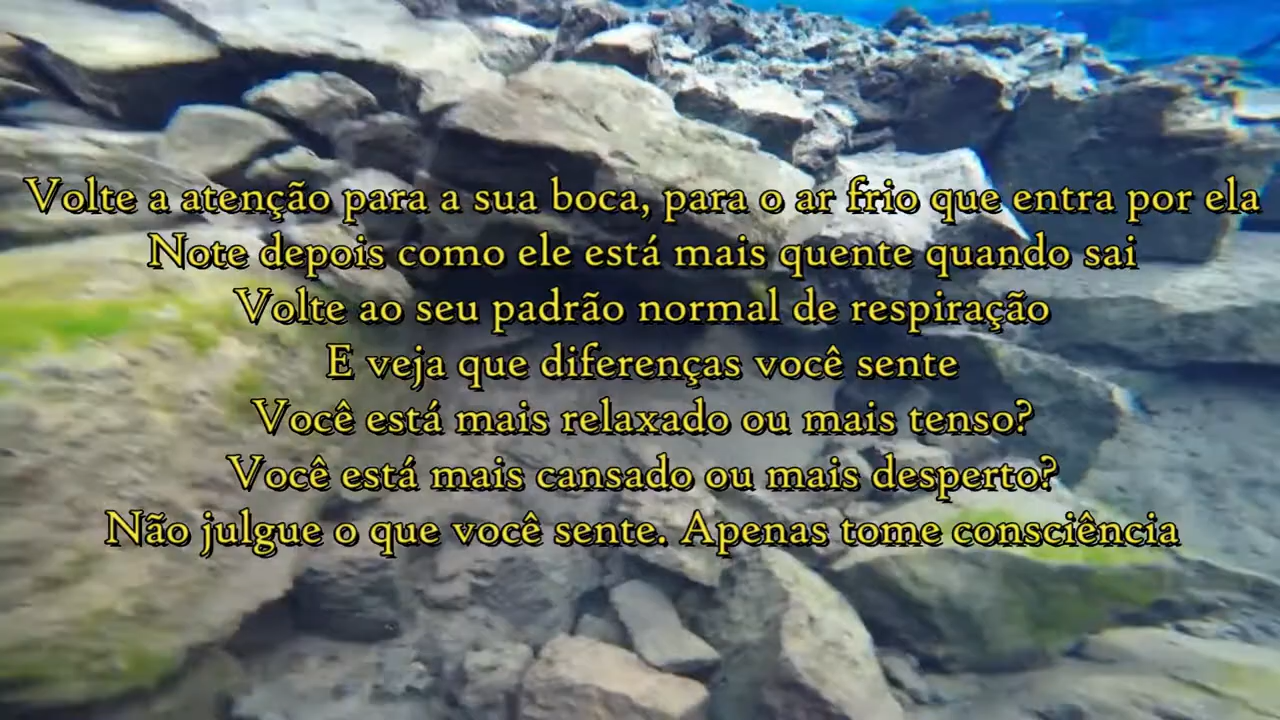 Volte a atenção para a sua boca, para o ar frio que entra por ela
Note depois como ele está mais quente quando sai
Volte ao seu padrão normal de respiração
E veja que diferenças você sente
Você está mais relaxado ou mais tenso?
Você está mais cansado ou mais desperto?
Não julgue o que você sente. Apenas tome consciência